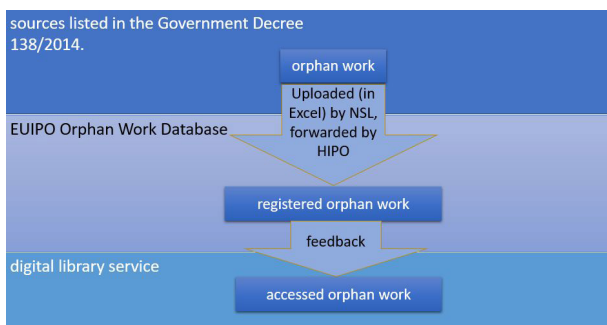 sources listed in the Government Decree
138/2014.
orphan work
Uploaded (in
Excel) by NSL,
forwarded by
HIPO
EUIPO Orphan Work Database
registered orphan work
feedback
digital library service
accessed orphan work